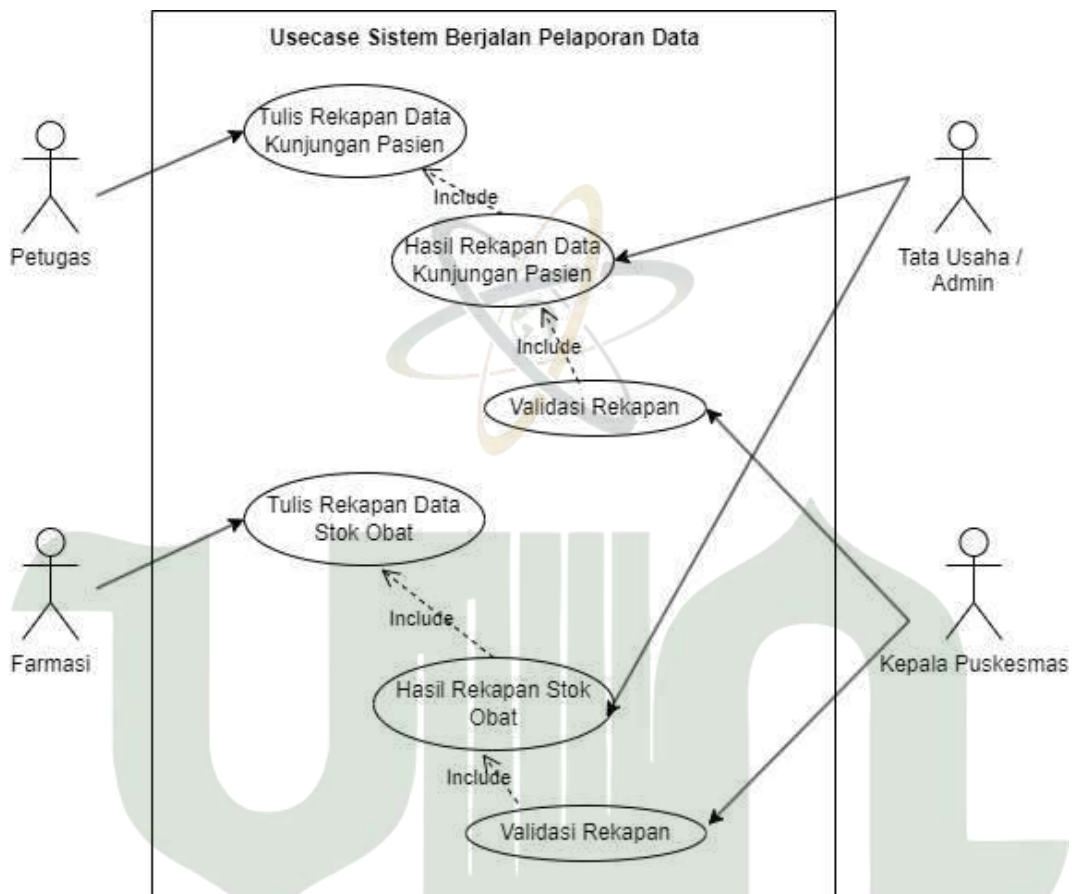 Usecase Sistem Berjalan Pelaporan Data
Tulis Rekapan Data
Kunjungan Pasien
Include
Petugas
Hasil Rekapan Data
Kunjungan Pasien
Tata Usaha /
Admin
Include
Validasi Rekapan
Tulis Rekapan Data
Stok Obat
Include
Farmasi
Kepala Puskesmas
Hasil Rekapan Stok
Obat
Include
Validasi Rekapan